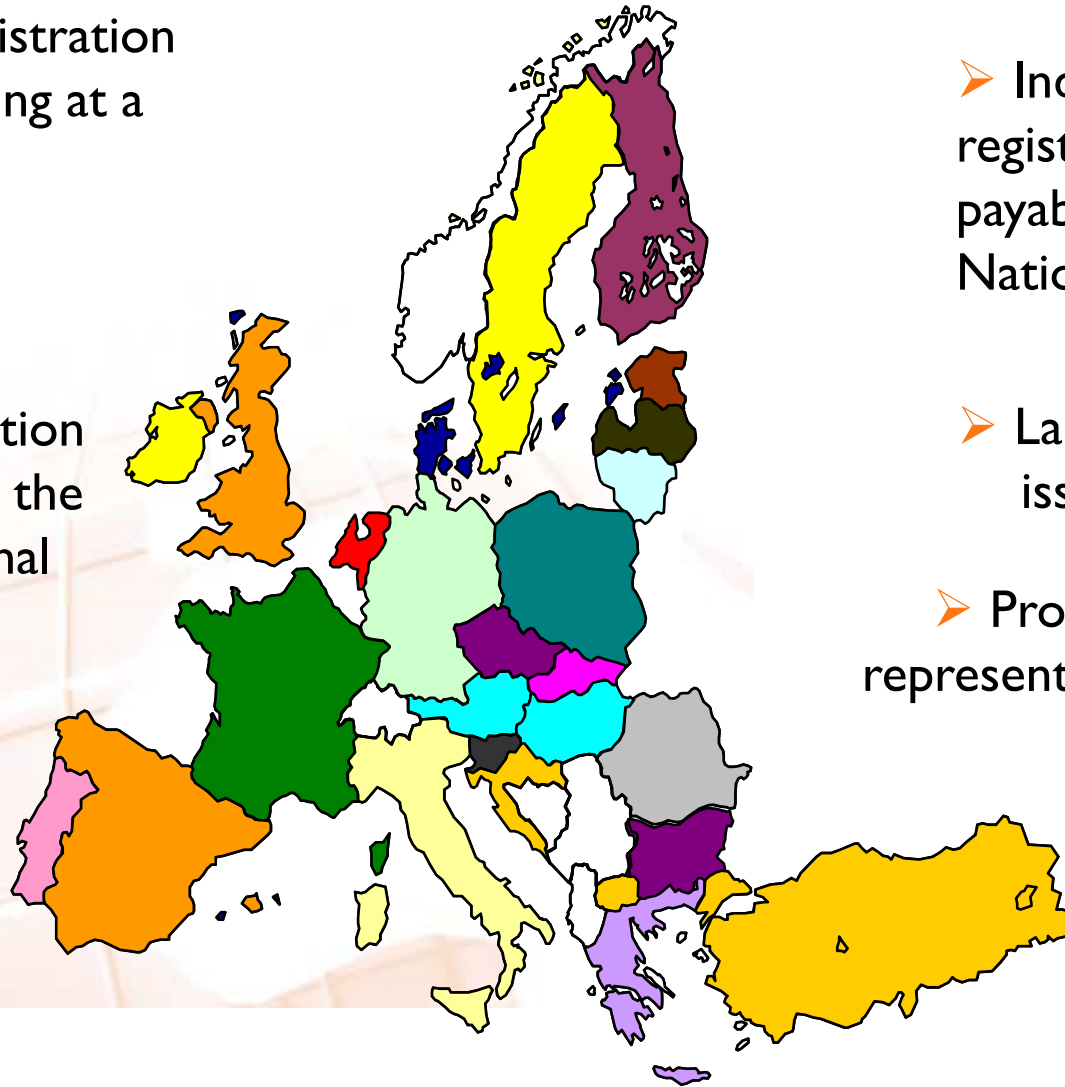 istration
ng at a
tion
the
nal
➢ Inc
regist
payab
Natio
➢ La
iss
➢ Pro
represent